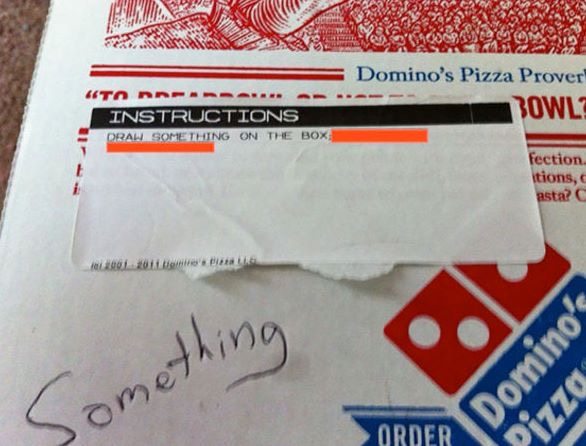 Domino's Pizza Prover
“TO BREADBOWL OR NOT TO BOWL?
INSTRUCTIONS
DRAW SOMETHING ON THE BOX;
fection.
tions, c
asta? C
(c) 2001 - 2011 Domino's Pizza LLC
Something
Domino's
Pizza
ORDER